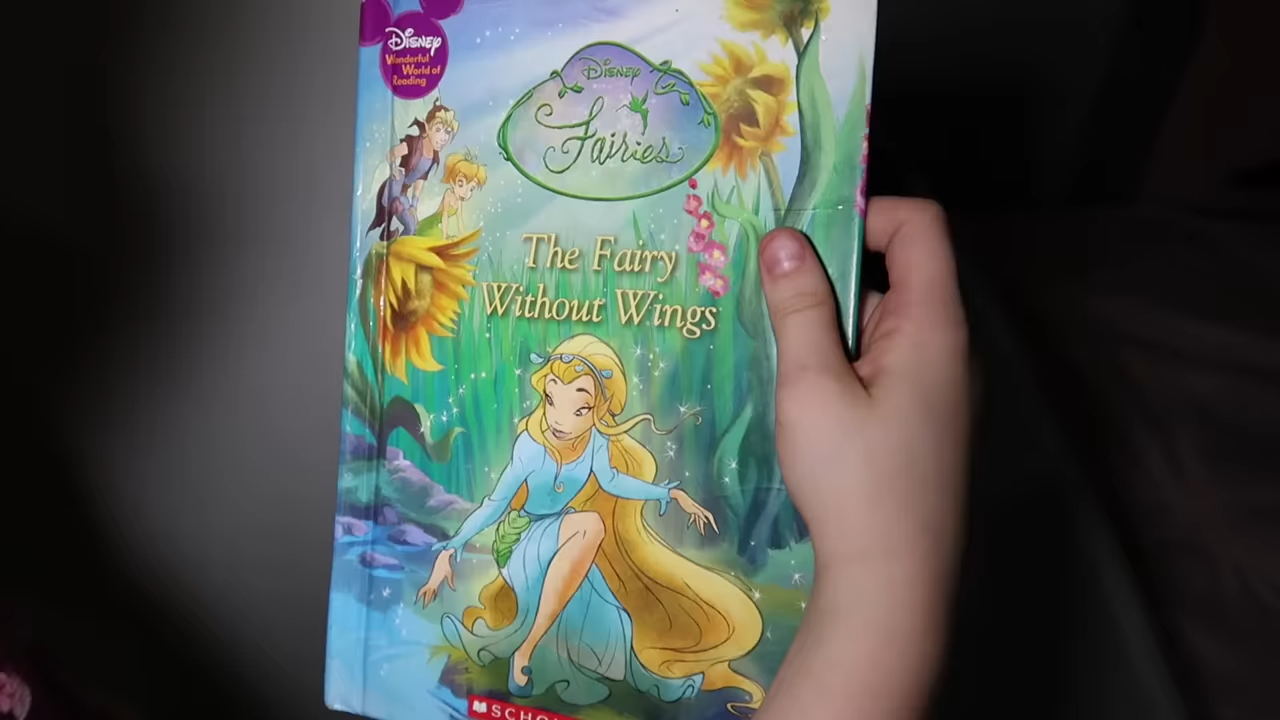 Disney
Wonderful
World of
Reading
Disney
Fairies
The Fairy
Without Wings